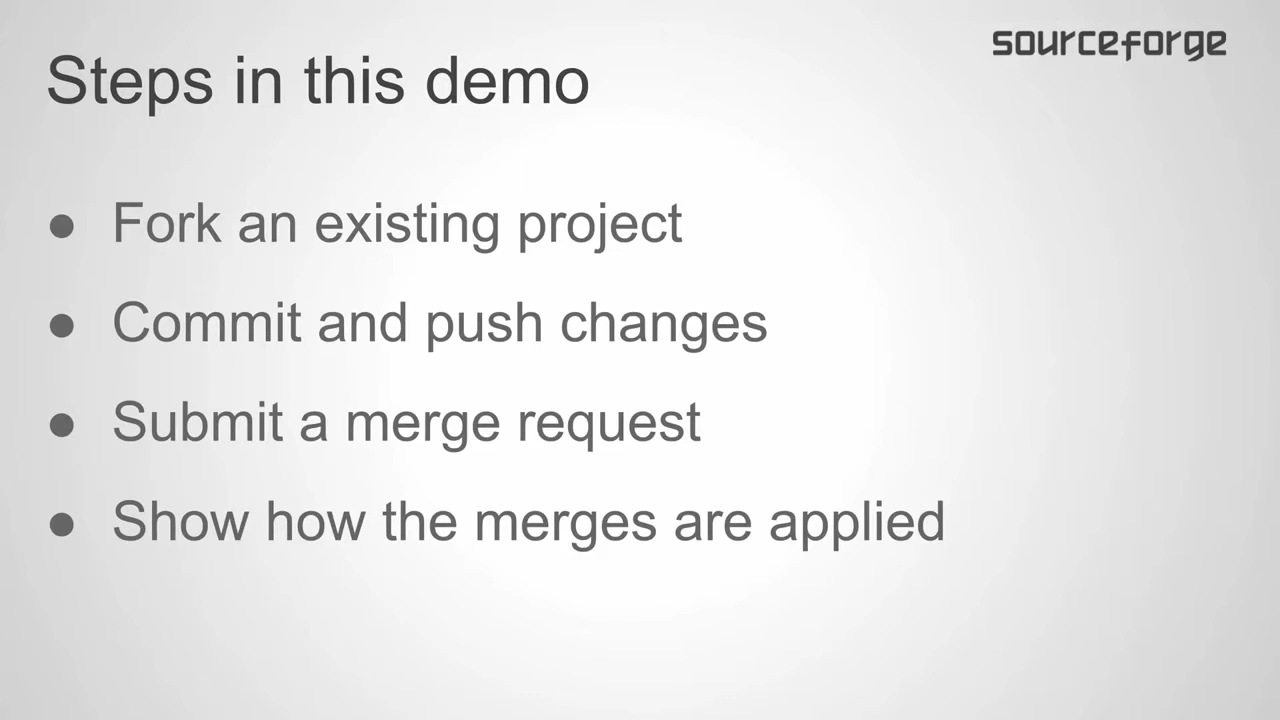 sourceforge
Steps in this demo
● Fork an existing project
● Commit and push changes
● Submit a merge request
● Show how the merges are applied